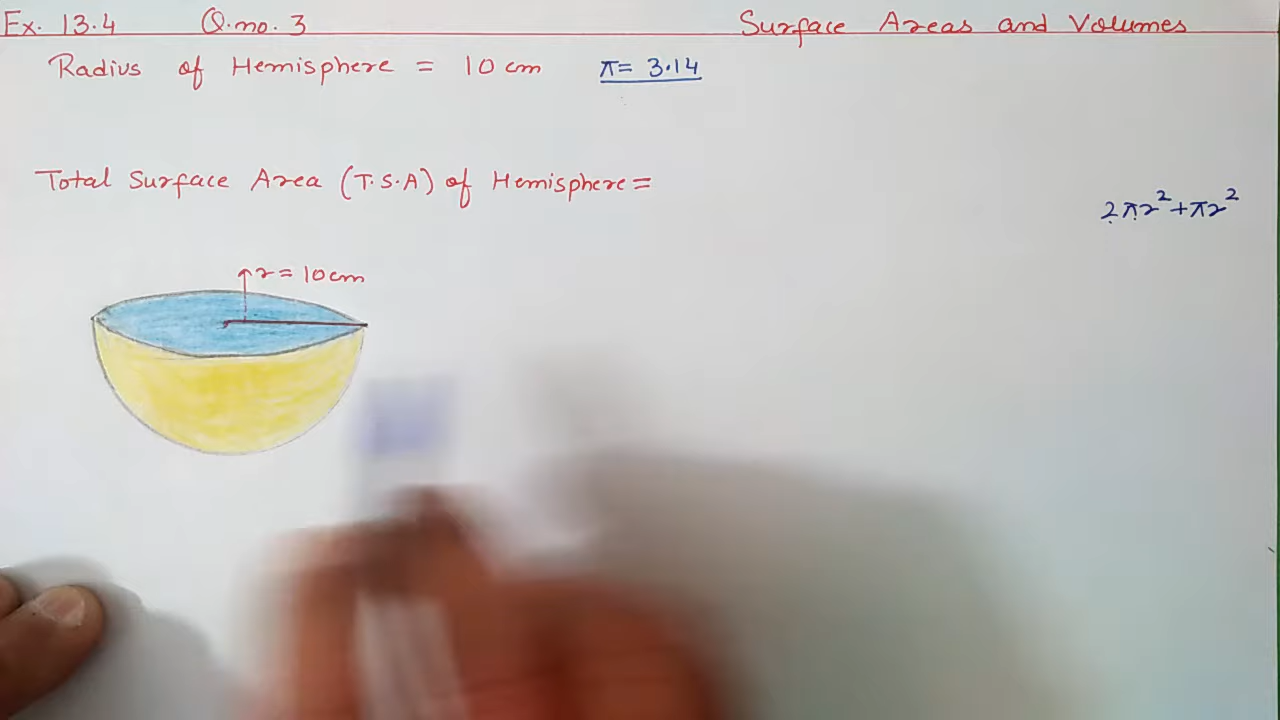 Ex. 13.4 Q.no. 3 Surface Areas and Volumes
Radius of Hemisphere = 10 cm π = 3.14
Total Surface Area (T.S.A) of Hemisphere =
2πr²+πr²
r = 10cm